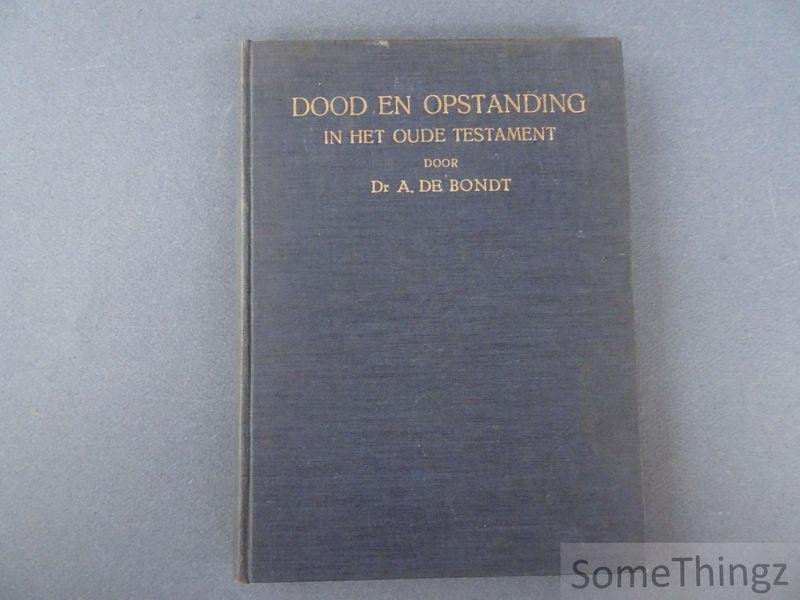 DOOD EN OPSTANDING
IN HET OUDE TESTAMENT
DOOR
Dr A. DE BONDT
SomeThingz